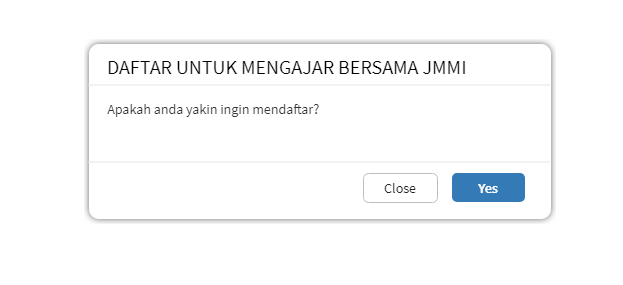 DAFTAR UNTUK MENGAJAR BERSAMA JMMI
Apakah anda yakin ingin mendaftar?
Close
Yes